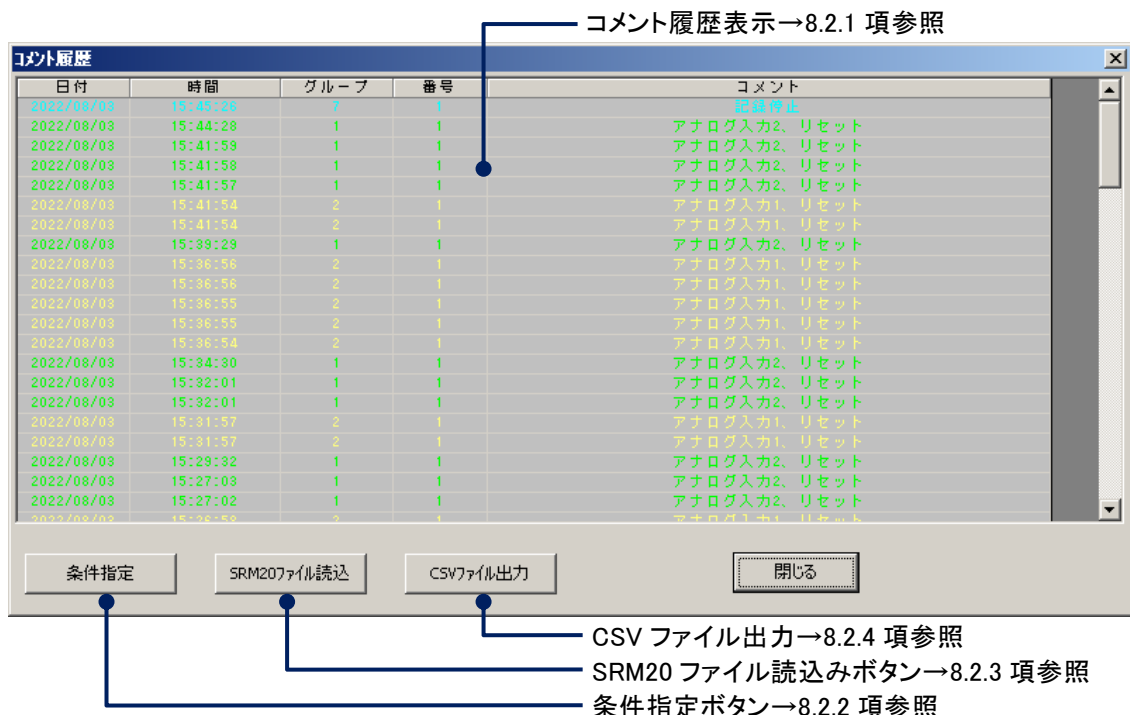 コメント履歴表示→8.2.1 項参照
コメント履歴
日付 時間 グループ 番号 コメント
2022/08/03 15:45:26 7 1 記録停止
2022/08/03 15:44:28 1 1 アナログ入力2、リセット
2022/08/03 15:41:59 1 1 アナログ入力2、リセット
2022/08/03 15:41:58 1 1 アナログ入力2、リセット
2022/08/03 15:41:57 1 1 アナログ入力2、リセット
2022/08/03 15:41:54 2 1 アナログ入力1、リセット
2022/08/03 15:41:54 2 1 アナログ入力1、リセット
2022/08/03 15:39:29 1 1 アナログ入力2、リセット
2022/08/03 15:36:56 2 1 アナログ入力1、リセット
2022/08/03 15:36:56 2 1 アナログ入力1、リセット
2022/08/03 15:36:55 2 1 アナログ入力1、リセット
2022/08/03 15:36:55 2 1 アナログ入力1、リセット
2022/08/03 15:36:54 2 1 アナログ入力1、リセット
2022/08/03 15:34:30 1 1 アナログ入力2、リセット
2022/08/03 15:32:01 1 1 アナログ入力2、リセット
2022/08/03 15:32:01 1 1 アナログ入力2、リセット
2022/08/03 15:31:57 2 1 アナログ入力1、リセット
2022/08/03 15:31:57 2 1 アナログ入力1、リセット
2022/08/03 15:29:32 1 1 アナログ入力2、リセット
2022/08/03 15:27:03 1 1 アナログ入力2、リセット
2022/08/03 15:27:02 1 1 アナログ入力2、リセット
2022/08/03 15:26:58 2 1 アナログ入力1、リセット
条件指定 SRM20ファイル読込 CSVファイル出力 閉じる
CSV ファイル出力→8.2.4 項参照
SRM20 ファイル読込みボタン→8.2.3 項参照
条件指定ボタン→8.2.2 項参照